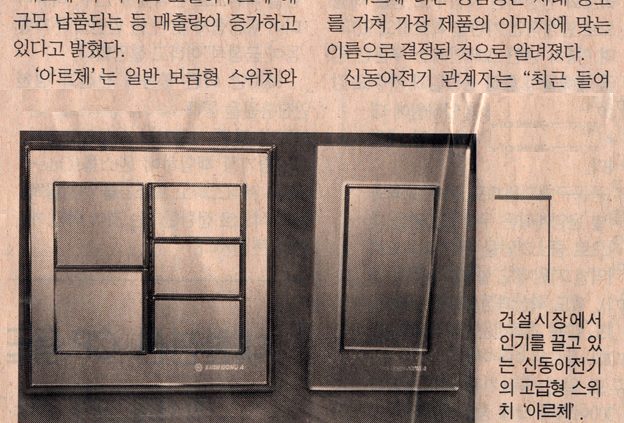 규모 납품되는 등 매출량이 증가하고
있다고 밝혔다.
‘아르체’는 일반 보급형 스위치와
를 거쳐 가장 제품의 이미지에 맞는
이름으로 결정된 것으로 알려졌다.
신동아전기 관계자는 “최근 들어
건설시장에서
인기를 끌고 있
는 신동아전기
의 고급형 스위
치 ‘아르체’.